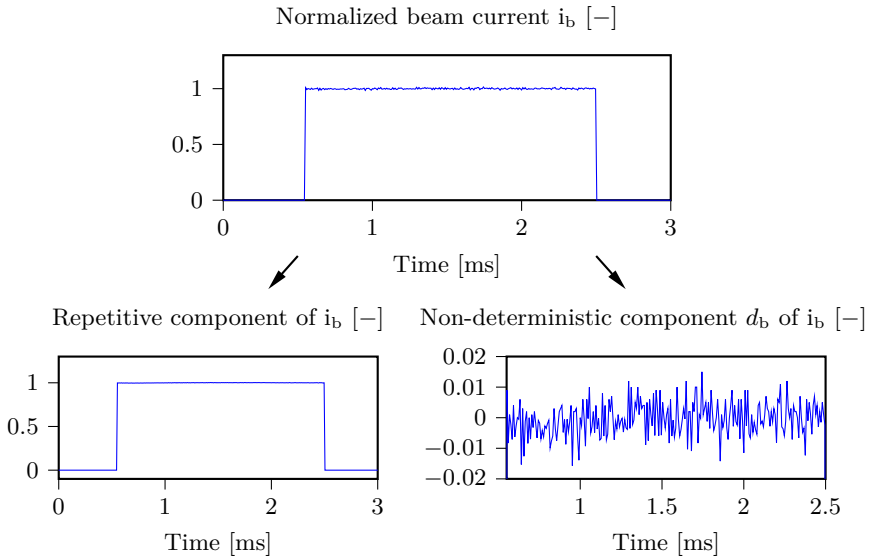 Normalized beam current i_b [−]
1
0.5
0
0 1 2 3
Time [ms]
Repetitive component of i_b [−]
1
0.5
0
0 1 2 3
Time [ms]
Non-deterministic component d_b of i_b [−]
0.02
0.01
0
−0.01
−0.02
1 1.5 2 2.5
Time [ms]